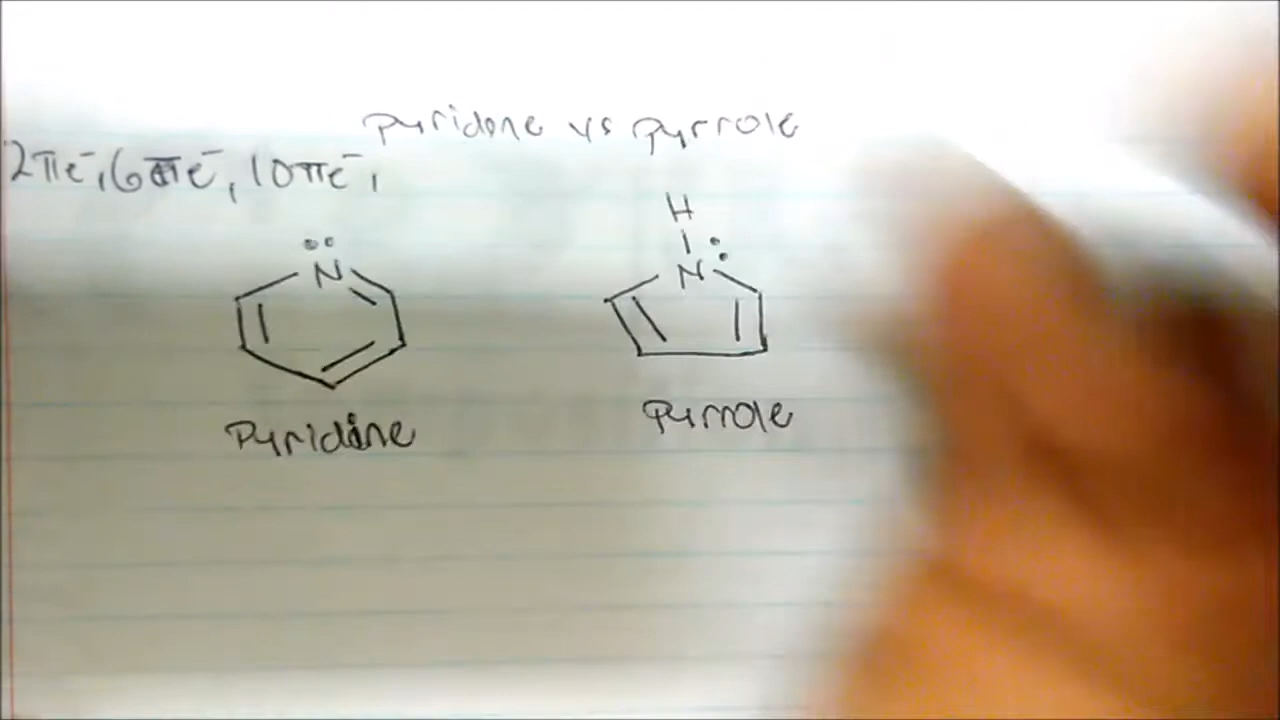 pyridine vs pyrrole
2πe⁻, 6πe⁻, 10πe⁻,
H
N
N
Pyridine
Pyrrole